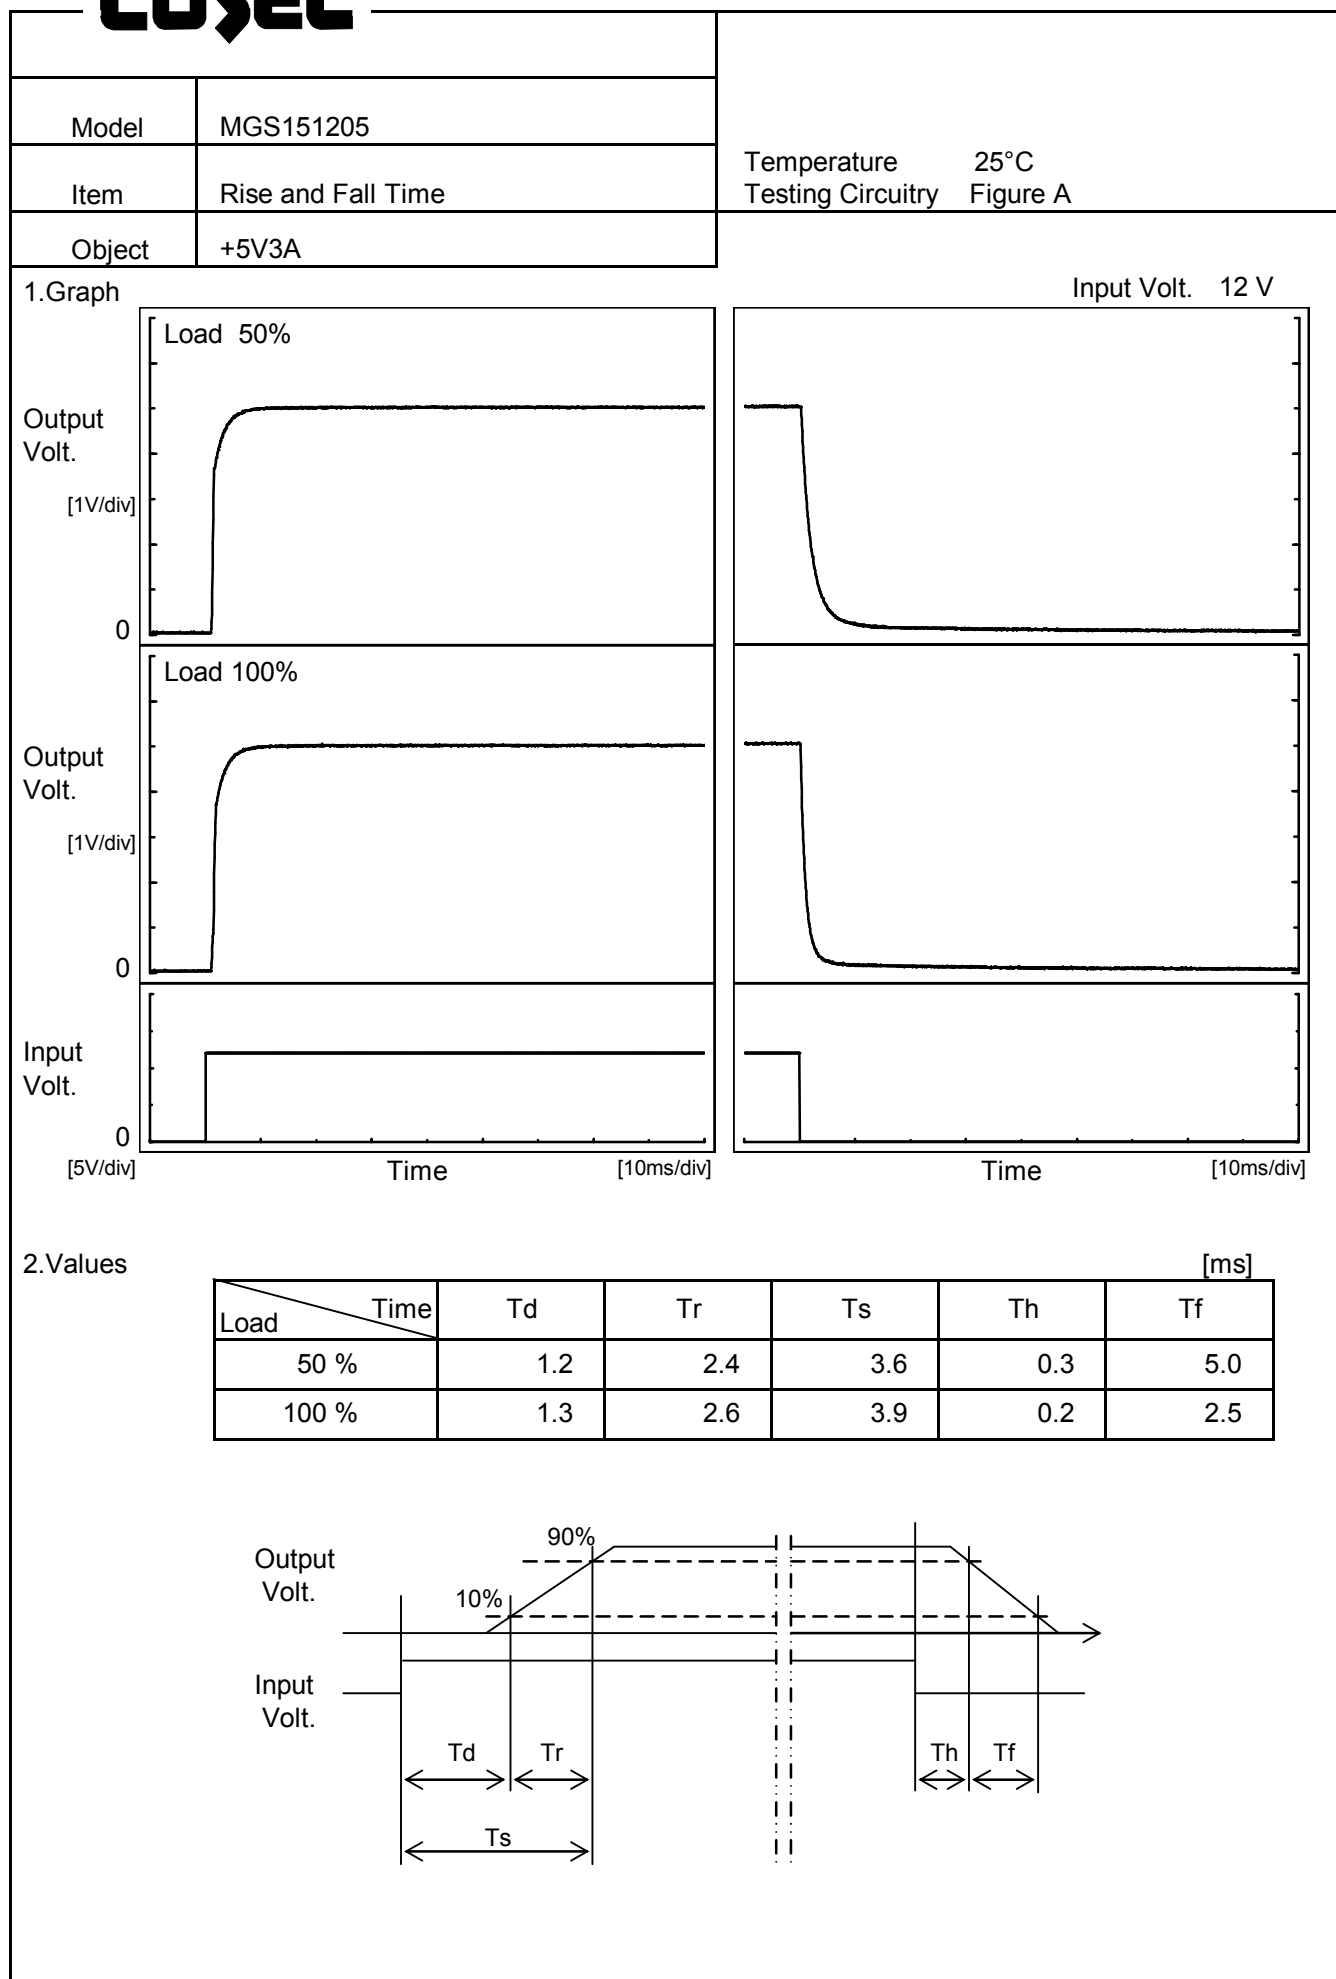 COSEL
Model MGS151205
Item Rise and Fall Time
Object +5V3A
Temperature 25°C
Testing Circuitry Figure A
1.Graph
Input Volt. 12 V
Load 50%
Output
Volt.
[1V/div]
0
Load 100%
Output
Volt.
[1V/div]
0
Input
Volt.
0
[5V/div] Time [10ms/div] Time [10ms/div]
2.Values [ms]
Load Time Td Tr Ts Th Tf
50 % 1.2 2.4 3.6 0.3 5.0
100 % 1.3 2.6 3.9 0.2 2.5
90%
Output
Volt.
10%
Input
Volt.
Td Tr Th Tf
Ts